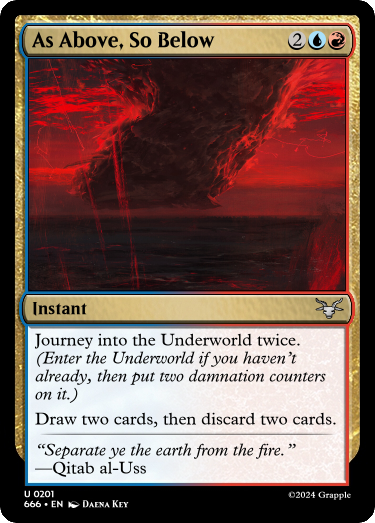 As Above, So Below 2
Instant
Journey into the Underworld twice.
(Enter the Underworld if you haven't
already, then put two damnation counters
on it.)
Draw two cards, then discard two cards.
“Separate ye the earth from the fire.”
—Qitab al-Uss
U 0201
666 • EN Daena Key
©2024 Grapple